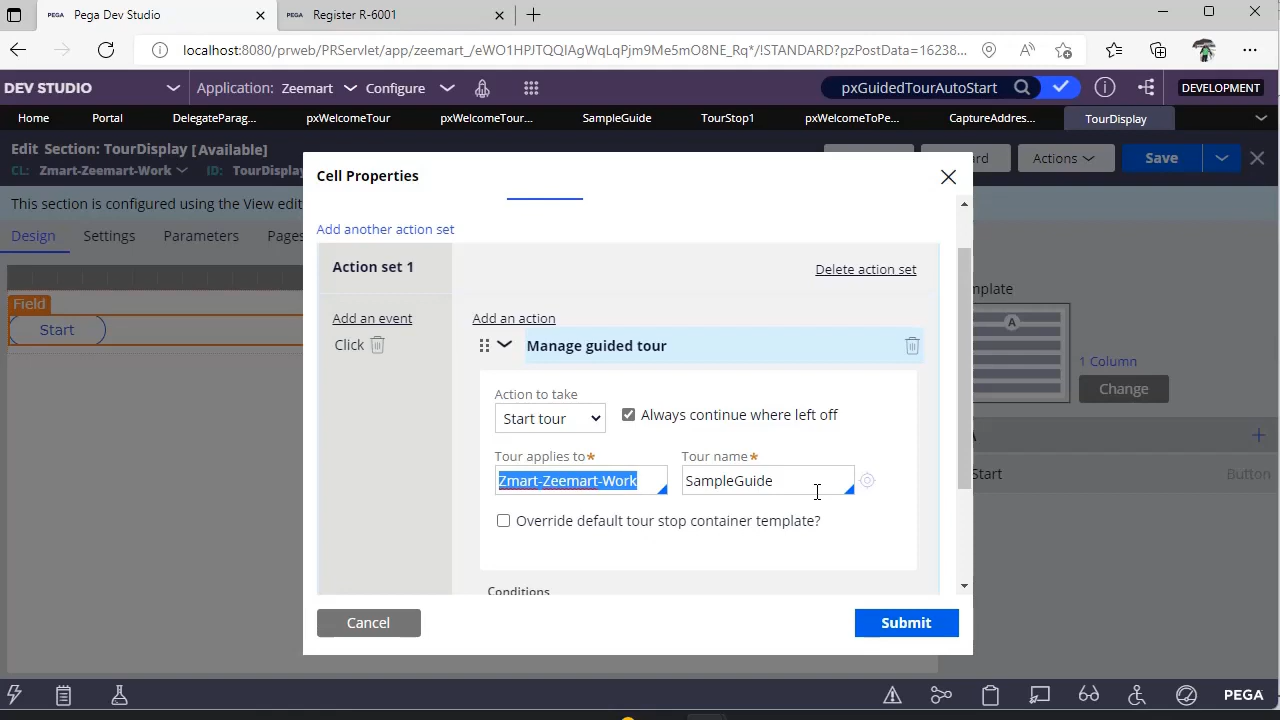 Pega Dev Studio
PEGA Register R-6001
localhost:8080/prweb/PRServlet/app/zeemart_/eWO1HPJTQQIAgWqLqPjm9Me5mO8NE_Rq*/!STANDARD?pzPostData=16238...
DEV STUDIO Application: Zeemart Configure pxGuidedTourAutoStart DEVELOPMENT
Home Portal DelegateParag... pxWelcomeTour pxWelcomeTour... SampleGuide TourStop1 pxWelcomeToPe... CaptureAddres... TourDisplay
Edit Section: TourDisplay [Available]
CL: Zmart-Zeemart-Work ID: TourDisplay
Actions Save
This section is configured using the View edit
Design Settings Parameters Pages
Field
Start
A
1 Column
Change
Start Button
Cell Properties
Add another action set
Action set 1
Delete action set
Add an event
Click
Add an action
Manage guided tour
Action to take
Start tour
Always continue where left off
Tour applies to*
Tour name*
Zmart-Zeemart-Work
SampleGuide
Override default tour stop container template?
Conditions
Cancel
Submit
PEGA